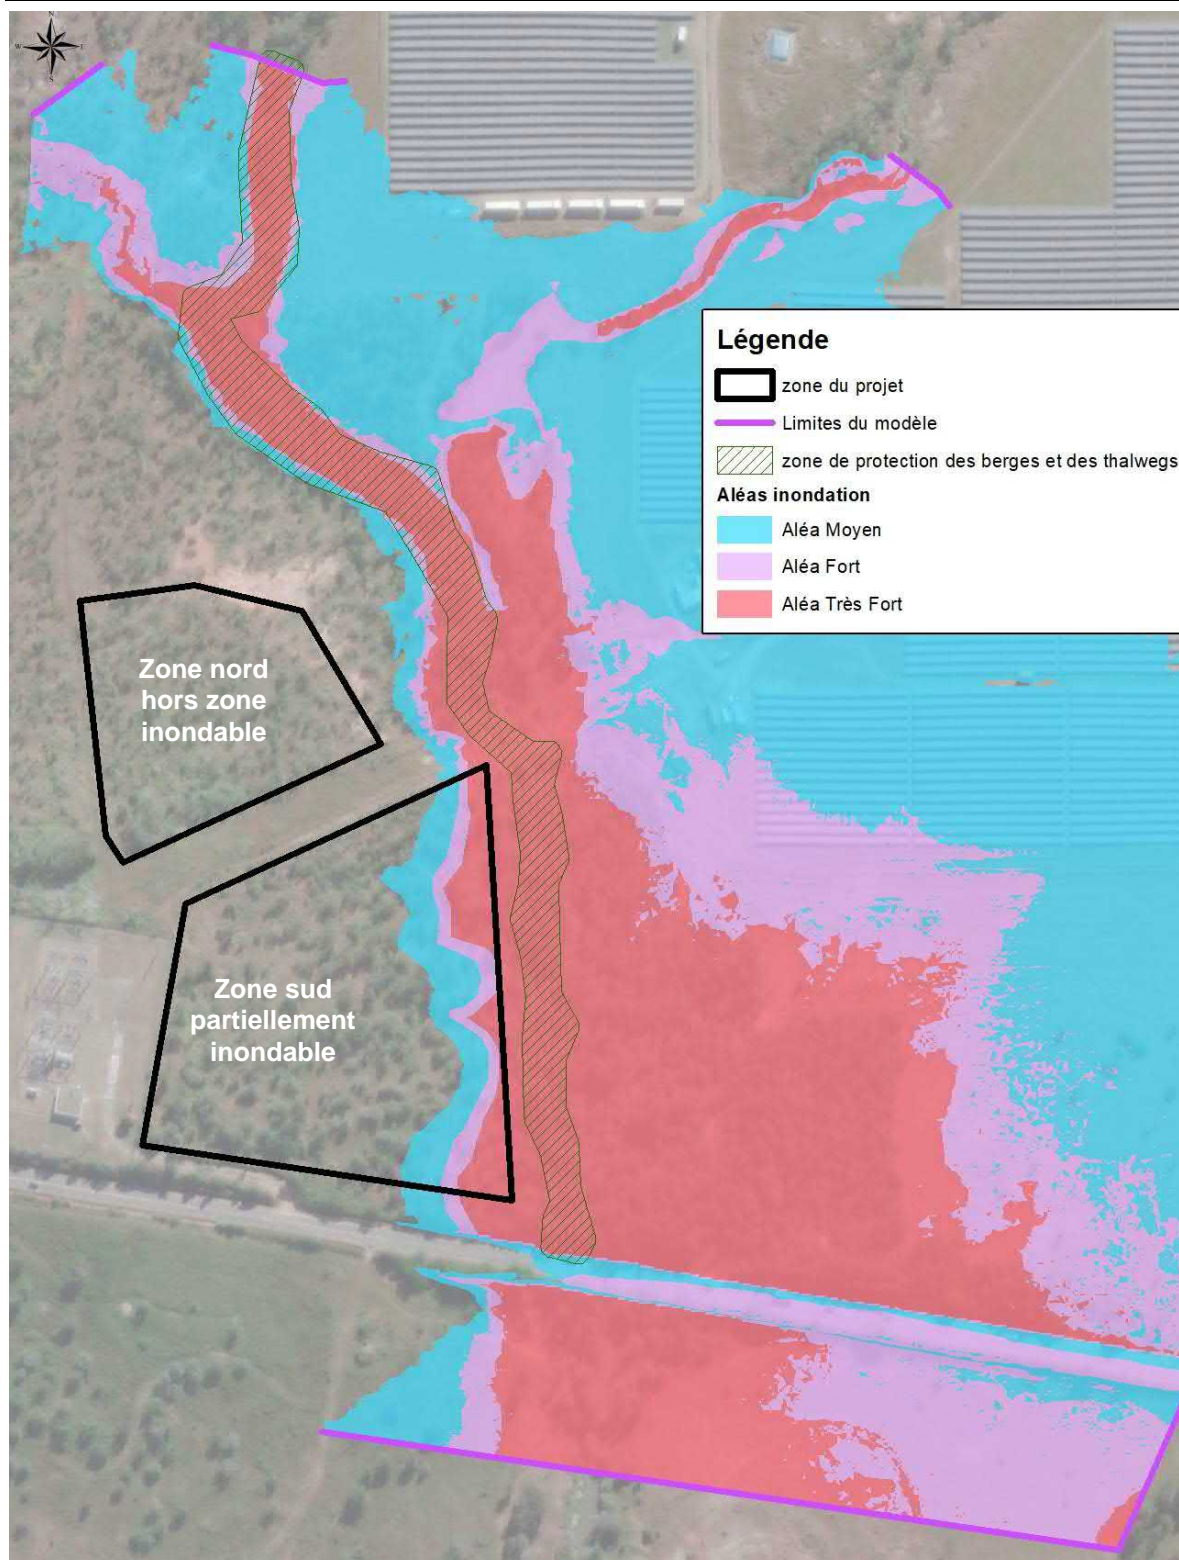 N
W E
S
Légende
zone du projet
Limites du modèle
zone de protection des berges et des thalwegs
Aléas inondation
Aléa Moyen
Aléa Fort
Aléa Très Fort
Zone nord
hors zone
inondable
Zone sud
partiellement
inondable